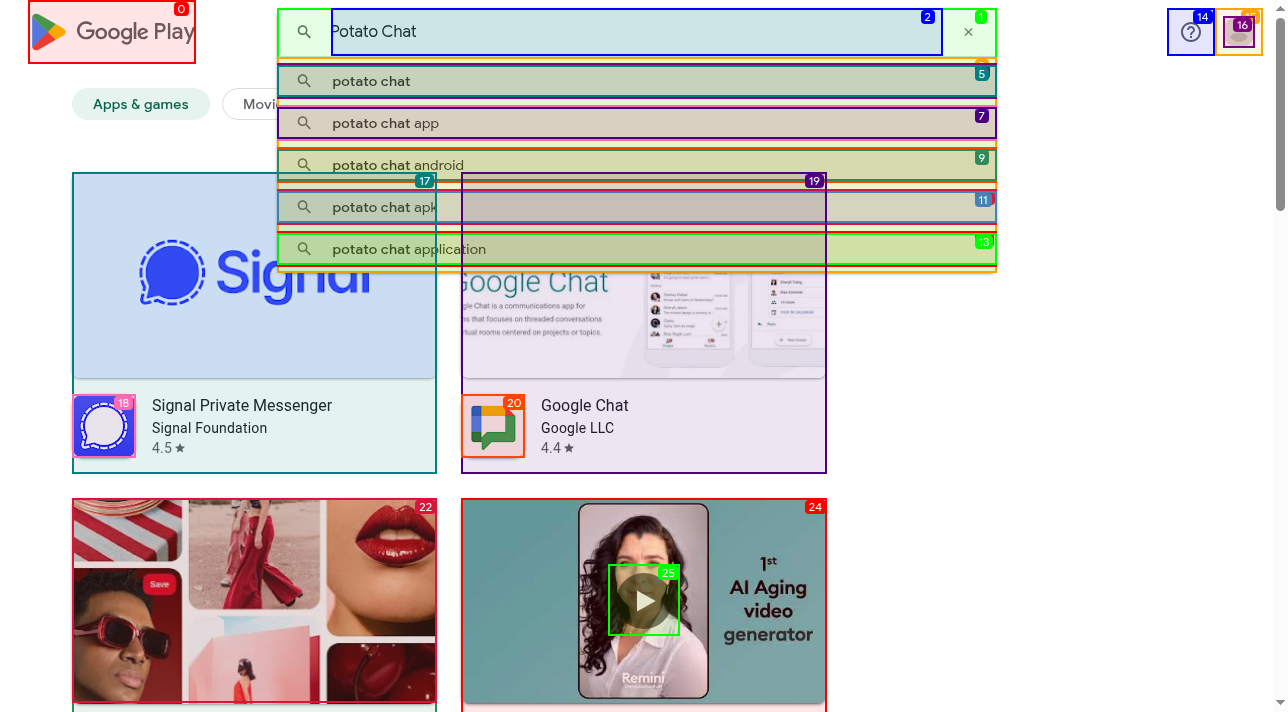 Google Play
Potato Chat
potato chat
potato chat app
potato chat android
potato chat apk
potato chat application
Apps & games
Movi
0
1
2
5
7
9
11
13
14
16
17
19
Signal
Google Chat
gle Chat is a communications app for
ms that focuses on threaded conversations
rtual rooms centered on projects or topics.
18
Signal Private Messenger
Signal Foundation
4.5
20
Google Chat
Google LLC
4.4
22
Save
24
25
1st
AI Aging
video
generator
Remini